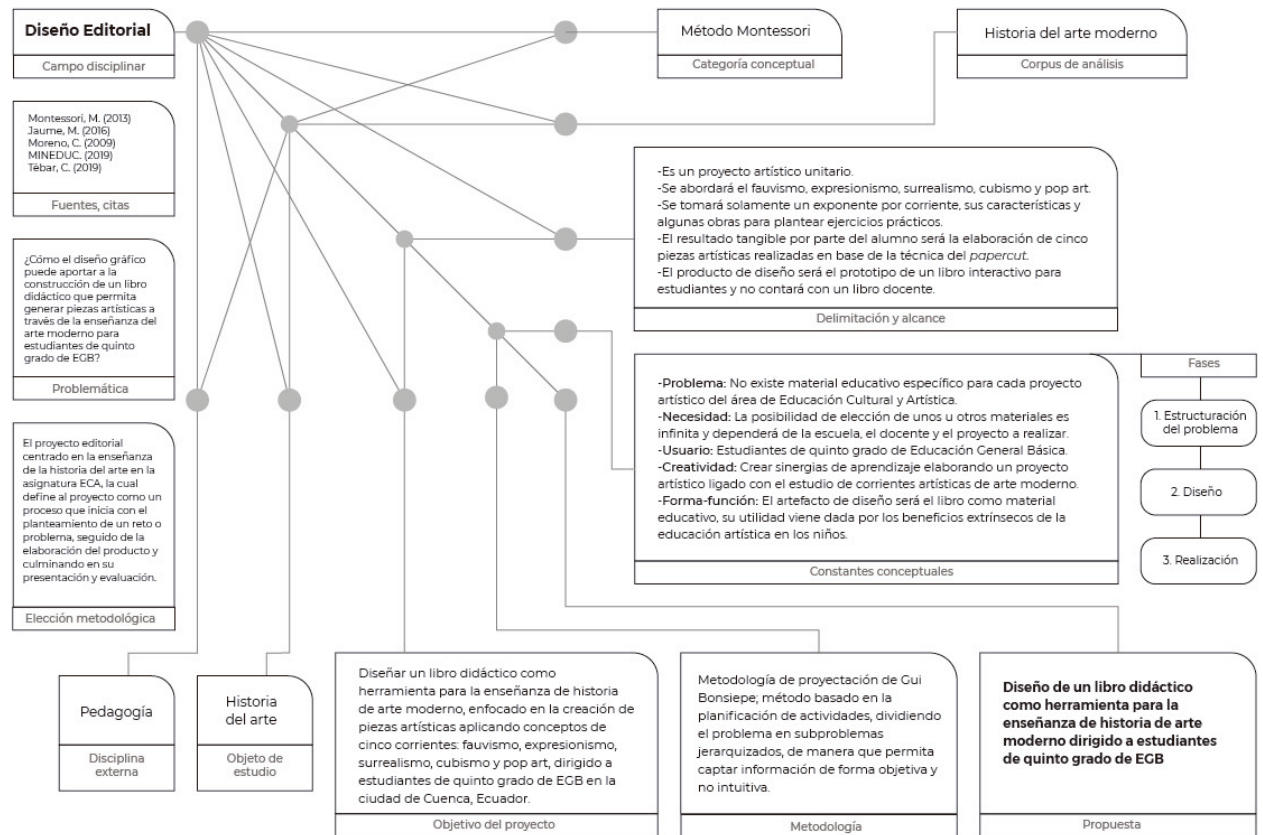 Diseño Editorial
Campo disciplinar
Método Montessori
Categoría conceptual
Historia del arte moderno
Corpus de análisis
Montessori, M. (2013)
Jaume, M. (2016)
Moreno, C. (2009)
MINEDUC. (2019)
Tébar, C. (2019)
Fuentes, citas
-Es un proyecto artístico unitario.
-Se abordará el fauvismo, expresionismo, surrealismo, cubismo y pop art.
-Se tomará solamente un exponente por corriente, sus características y
algunas obras para plantear ejercicios prácticos.
-El resultado tangible por parte del alumno será la elaboración de cinco
piezas artísticas realizadas en base de la técnica del papercut.
-El producto de diseño será el prototipo de un libro interactivo para
estudiantes y no contará con un libro docente.
Delimitación y alcance
¿Cómo el diseño gráfico
puede aportar a la
construcción de un libro
didáctico que permita
generar piezas artísticas a
través de la enseñanza del
arte moderno para
estudiantes de quinto
grado de EGB?
Problemática
-Problema: No existe material educativo específico para cada proyecto
artístico del área de Educación Cultural y Artística.
-Necesidad: La posibilidad de elección de unos u otros materiales es
infinita y dependerá de la escuela, el docente y el proyecto a realizar.
-Usuario: Estudiantes de quinto grado de Educación General Básica.
-Creatividad: Crear sinergias de aprendizaje elaborando un proyecto
artístico ligado con el estudio de corrientes artísticas de arte moderno.
-Forma-función: El artefacto de diseño será el libro como material
educativo, su utilidad viene dada por los beneficios extrínsecos de la
educación artística en los niños.
Constantes conceptuales
Fases
1. Estructuración
del problema
2. Diseño
3. Realización
El proyecto editorial
centrado en la enseñanza
de la historia del arte en la
asignatura ECA, la cual
define al proyecto como un
proceso que inicia con el
planteamiento de un reto o
problema, seguido de la
elaboración del producto y
culminando en su
presentación y evaluación.
Elección metodológica
Pedagogía
Disciplina
externa
Historia
del arte
Objeto de
estudio
Diseñar un libro didáctico como
herramienta para la enseñanza de historia
de arte moderno, enfocado en la creación de
piezas artísticas aplicando conceptos de
cinco corrientes: fauvismo, expresionismo,
surrealismo, cubismo y pop art, dirigido a
estudiantes de quinto grado de EGB en la
ciudad de Cuenca, Ecuador.
Objetivo del proyecto
Metodología de proyectación de Gui
Bonsiepe; método basado en la
planificación de actividades, dividiendo
el problema en subproblemas
jerarquizados, de manera que permita
captar información de forma objetiva y
no intuitiva.
Metodología
Diseño de un libro didáctico
como herramienta para la
enseñanza de historia de arte
moderno dirigido a estudiantes
de quinto grado de EGB
Propuesta